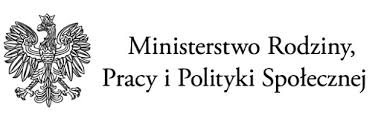 Ministerstwo Rodziny,
Pracy i Polityki Społecznej